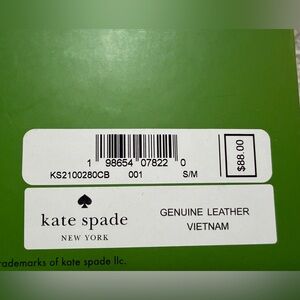 1 98654 07822 0
KS2100280CB 001 S/M
$88.00
kate spade
NEW YORK
GENUINE LEATHER
VIETNAM
rademarks of kate spade llc.